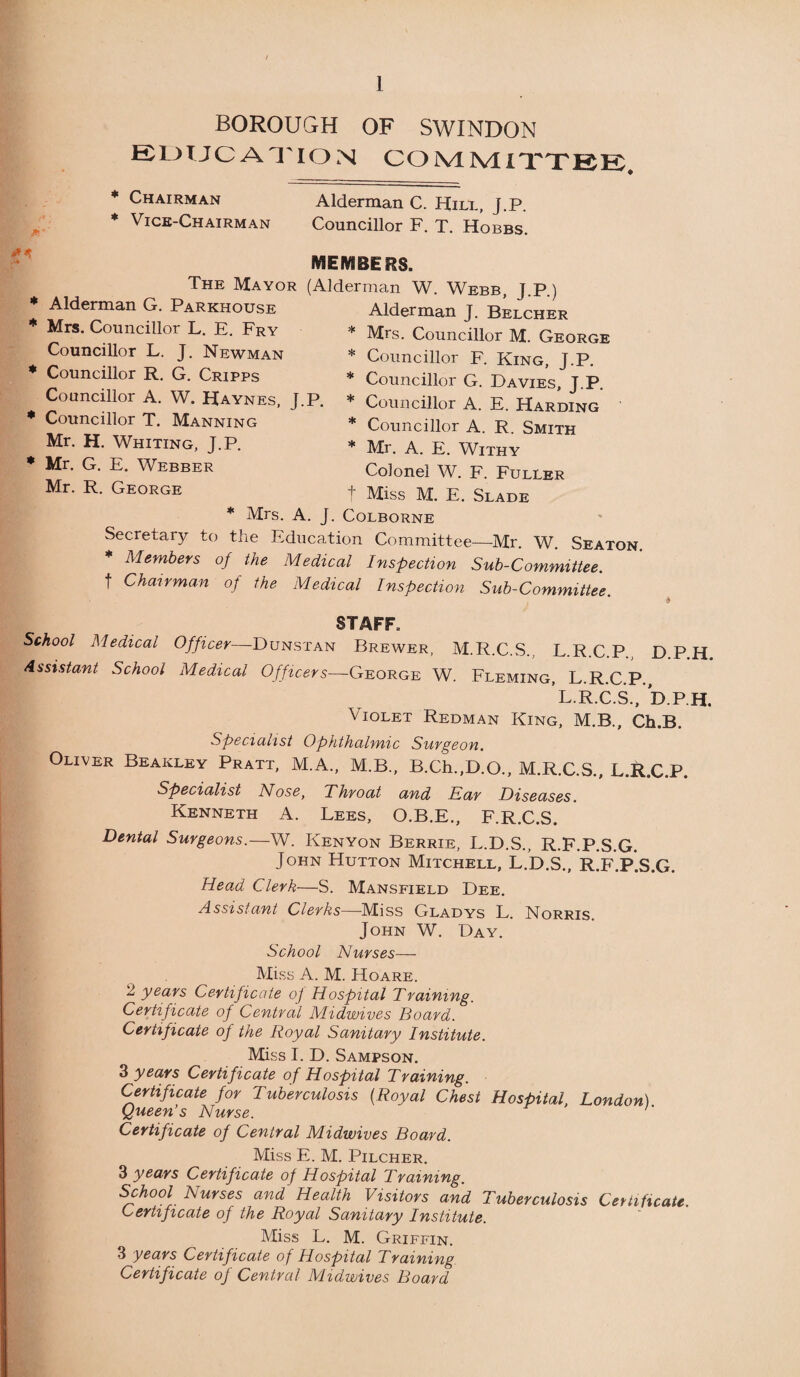 1
BOROUGH OF SWINDON
EDUCATION COMMITTEE.
* CHAIRMAN Alderman C. HILL, J.P.
* VICE-CHAIRMAN Councillor F. T. HOBBS.
MEMBERS.
THE MAYOR (Alderman W. WEBB, J.P.)
* Alderman G. PARKHOUSE Alderman J. BELCHER
* Mrs. Councillor L. E. FRY * Mrs. Councillor M. GEORGE
Councillor L. J. NEWMAN * Councillor F. KING, J.P.
* Councillor R. G. CRIPPS * Councillor G. DAVIES, J.P.
Councillor A. W. HAYNES, J.P. * Councillor A. E. HARDING
* Councillor T. MANNING * Councillor A. R. SMITH
Mr. H. WHITING, J.P. * Mr. A. E. WITHY
* Mr. G. E. WEBBER Colonel W. F. FULLER
Mr. R. GEORGE † Miss M. E. SLADE
* Mrs. A. J. COLBORNE
Secretary to the Education Committee—Mr. W. SEATON.
* Members of the Medical Inspection Sub-Committee.
† Chairman of the Medical Inspection Sub-Committee.
STAFF.
School Medical Officer—DUNSTAN BREWER, M.R.C.S., L.R.C.P., D.P.H.
Assistant School Medical Officers—GEORGE W. FLEMING, L.R.C.P.,
L.R.C.S., D.P.H.
VIOLET REDMAN KING, M.B., Ch.B.
Specialist Ophthalmic Surgeon.
OLIVER BEAKLEY PRATT, M.A., M.B., B.Ch.,D.O., M.R.C.S., L.R.C.P.
Specialist Nose, Throat and Ear Diseases.
KENNETH A. LEES, O.B.E., F.R.C.S.
Dental Surgeons.—W. KENYON BERRIE, L.D.S., R.F.P.S.G.
JOHN HUTTON MITCHELL, L.D.S., R.F.P.S.G.
Head Clerk—S. MANSFIELD DEE.
Assistant Clerks—Miss GLADYS L. NORRIS.
JOHN W. DAY.
School Nurses—
Miss A. M. HOARE.
2 years Certificate of Hospital Training.
Certificate of Central Midwives Board.
Certificate of the Royal Sanitary Institute.
Miss I. D. SAMPSON.
3 years Certificate of Hospital Training.
Certificate for Tuberculosis (Royal Chest Hospital, London).
Queen's Nurse.
Certificate of Central Midwives Board.
Miss E. M. PILCHER.
3 years Certificate of Hospital Training.
School Nurses and Health Visitors and Tuberculosis Certificate.
Certificate of the Royal Sanitary Institute.
Miss L. M. GRIFFIN.
3 years Certificate of Hospital Training
Certificate of Central Midwives Board